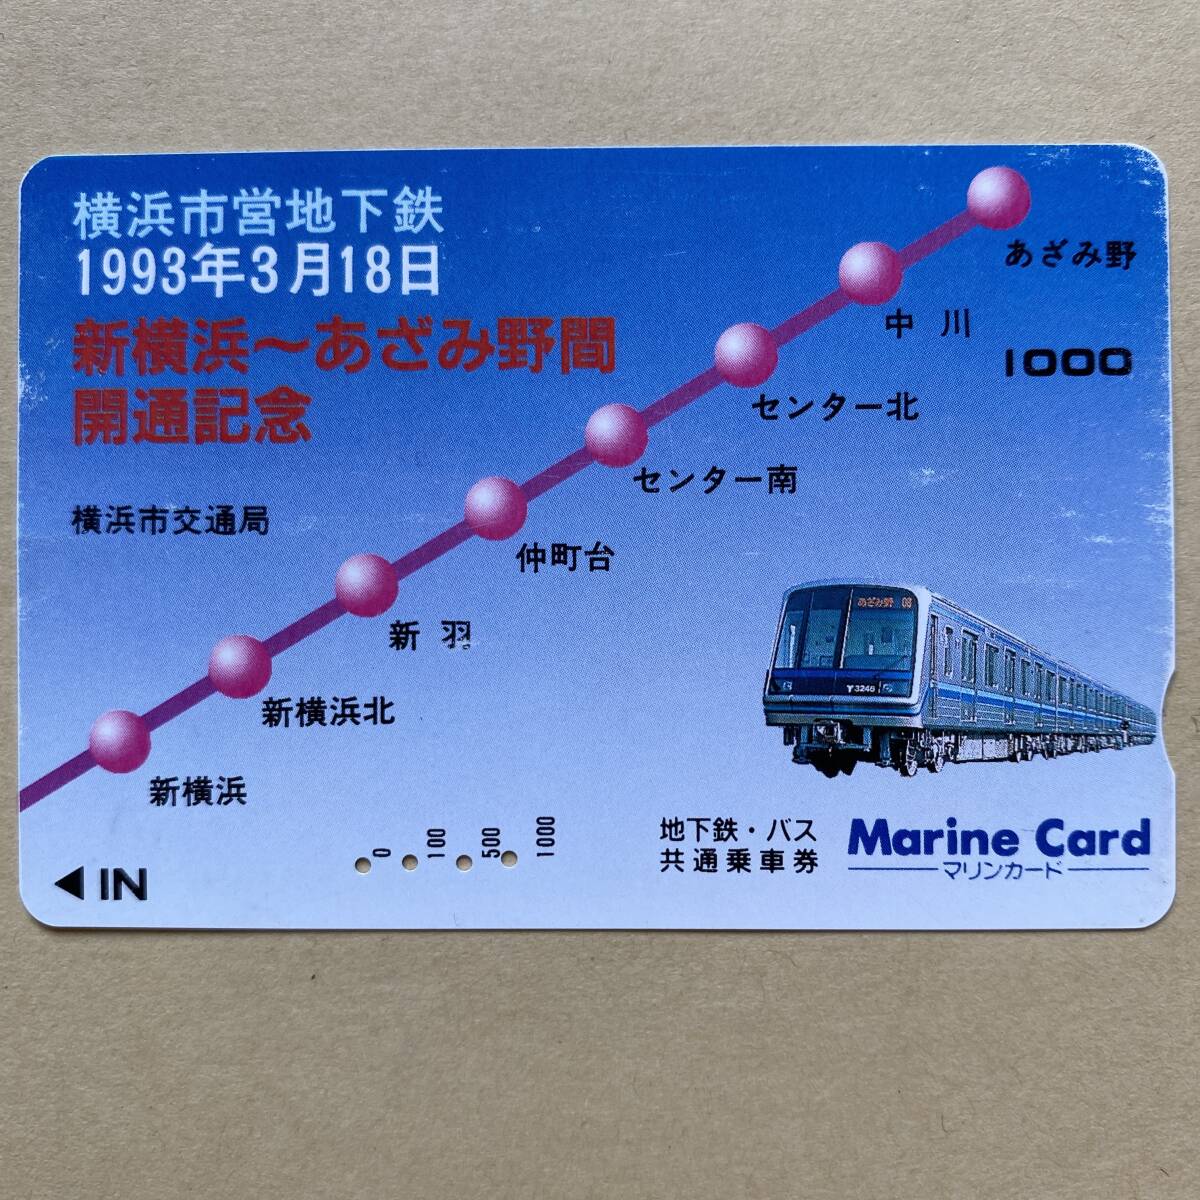 横浜市営地下鉄
1993年3月18日
新横浜～あざみ野間
開通記念
横浜市交通局
あざみ野
中川
1000
センター北
センター南
仲町台
新羽
新横浜北
新横浜
あざみ野 08
Y3246
0 100 500 1000
地下鉄・バス
共通乗車券
Marine Card
マリンカード
◀IN